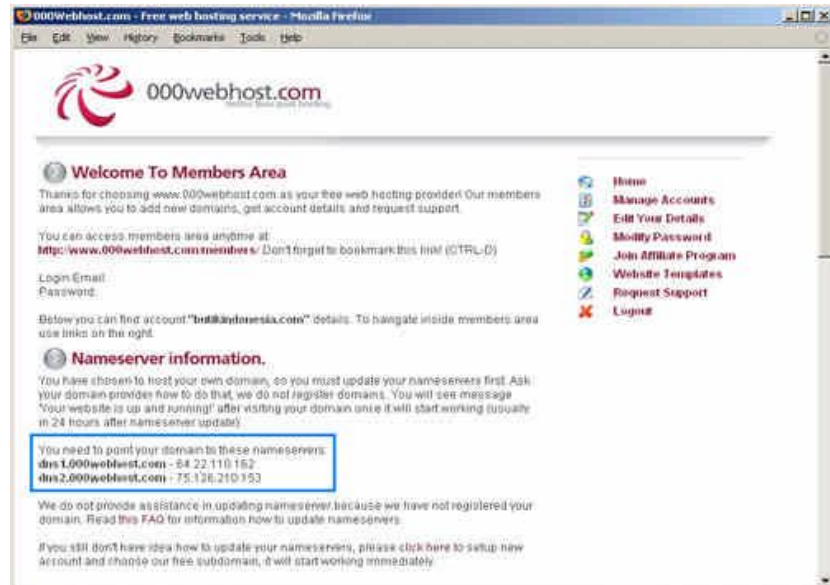 000Webhost.com - Free web hosting service - Mozilla Firefox
File Edit View History Bookmarks Tools Help
000webhost.com
Welcome To Members Area
Thanks for choosing www.000webhost.com as your free web hosting provider! Our members
area allows you to add new domains, get account details and request support.
You can access members area anytime at
http://www.000webhost.com/members/ Don't forget to bookmark this link! (CTRL-D)
Login Email
Password:
Below you can find account details. To navigate inside members area
use links on the right.
Nameserver information.
You have chosen to host your own domain, so you must update your nameservers first. Ask
your domain provider how to do that, we do not register domains. You will see message
'Your website is up and running!' after visiting your domain once it will start working (usually
in 24 hours after nameserver update)
You need to point your domain to these nameservers:
dns1.000webhost.com - 64.22.110.162
dns2.000webhost.com - 75.126.210.153
We do not provide assistance in updating nameserver because we have not registered your
domain. Read this FAQ for information how to update nameservers.
If you still don't have idea how to update your nameservers, please click here to setup new
account and choose our free subdomain, it will start working immediately.
Home
Manage Accounts
Edit Your Details
Modify Password
Join Affiliate Program
Website Templates
Request Support
Logout